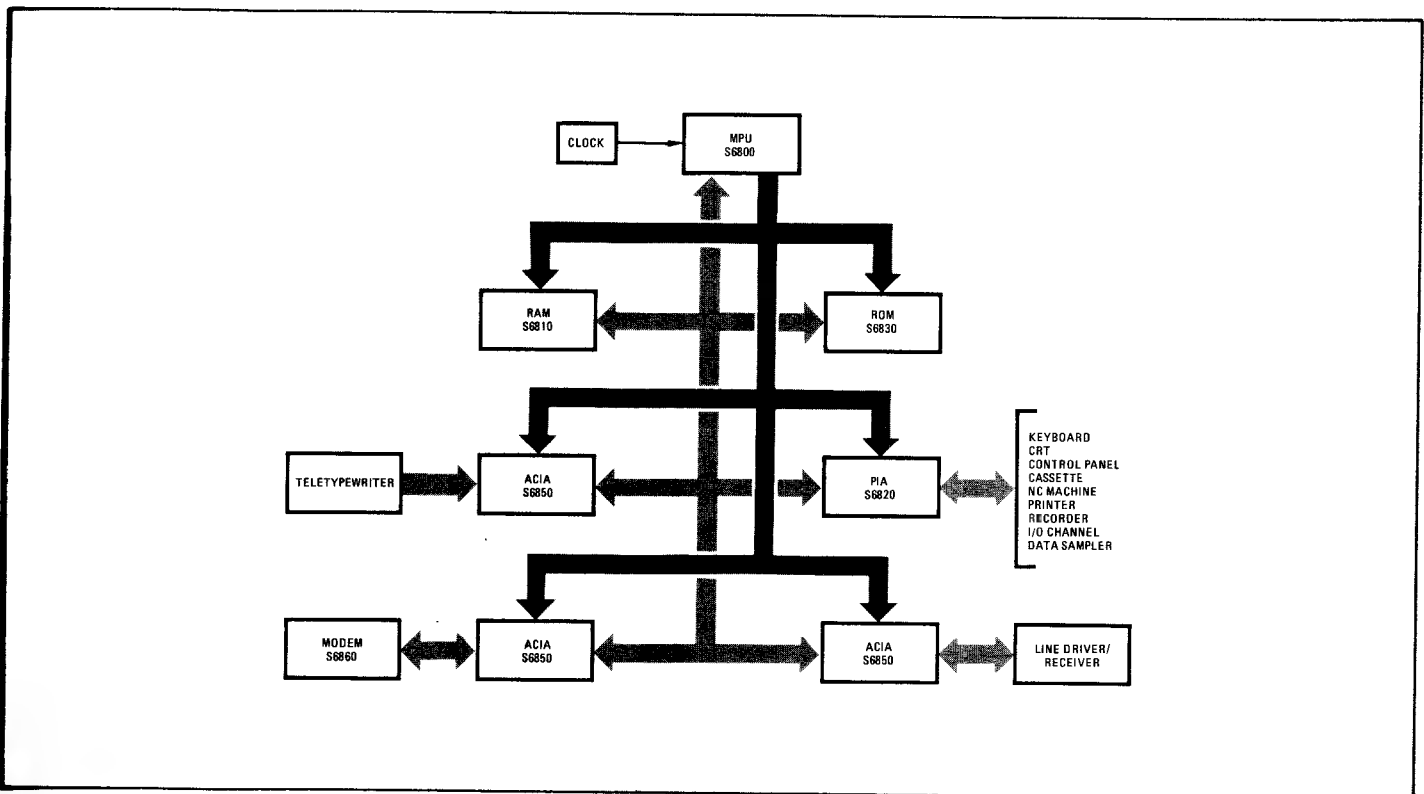 CLOCK
MPU
S6800
RAM
S6810
ROM
S6830
TELETYPEWRITER
ACIA
S6850
PIA
S6820
KEYBOARD
CRT
CONTROL PANEL
CASSETTE
NC MACHINE
PRINTER
RECORDER
I/O CHANNEL
DATA SAMPLER
MODEM
S6860
ACIA
S6850
ACIA
S6850
LINE DRIVER/
RECEIVER